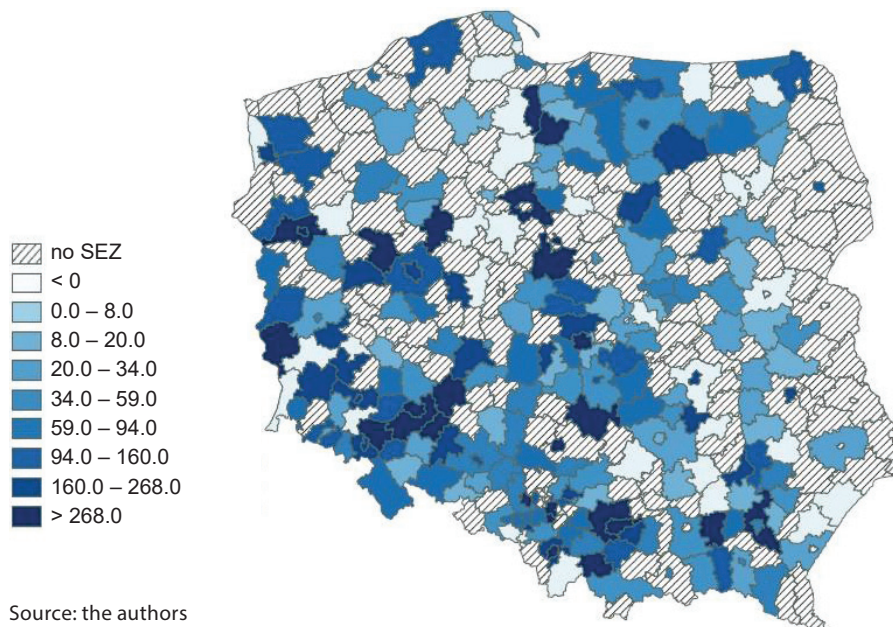 no SEZ
< 0
0.0 – 8.0
8.0 – 20.0
20.0 – 34.0
34.0 – 59.0
59.0 – 94.0
94.0 – 160.0
160.0 – 268.0
> 268.0
Source: the authors